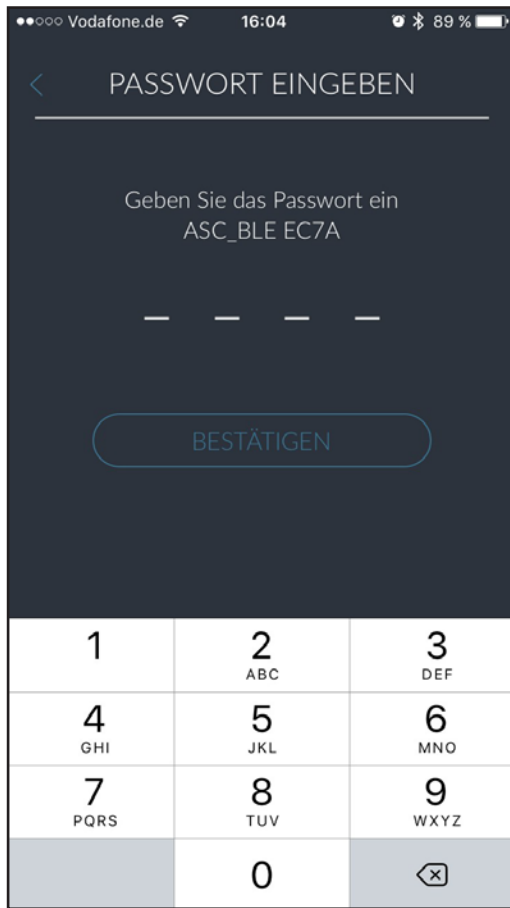 Vodafone.de 16:04 89 %
PASSWORT EINGEBEN
Geben Sie das Passwort ein
ASC_BLE EC7A
BESTÄTIGEN
1 2 3
ABC DEF
4 5 6
GHI JKL MNO
7 8 9
PQRS TUV WXYZ
0